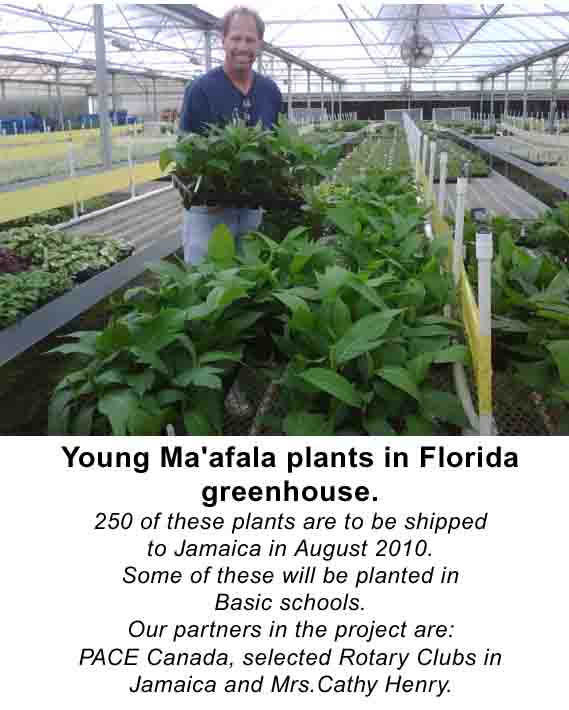 Young Ma'afala plants in Florida
greenhouse.
250 of these plants are to be shipped
to Jamaica in August 2010.
Some of these will be planted in
Basic schools.
Our partners in the project are:
PACE Canada, selected Rotary Clubs in
Jamaica and Mrs.Cathy Henry.